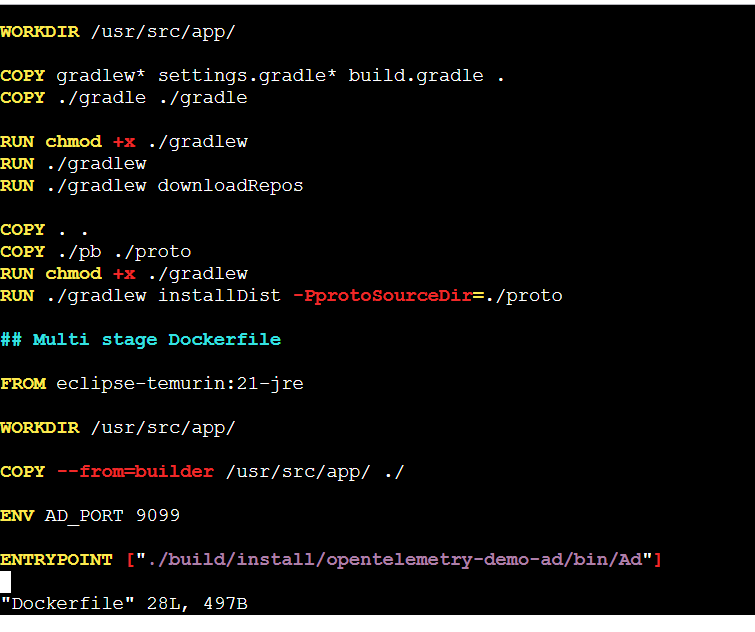 WORKDIR /usr/src/app/
COPY gradlew* settings.gradle* build.gradle .
COPY ./gradle ./gradle
RUN chmod +x ./gradlew
RUN ./gradlew
RUN ./gradlew downloadRepos
COPY . .
COPY ./pb ./proto
RUN chmod +x ./gradlew
RUN ./gradlew installDist -PprotoSourceDir=./proto
## Multi stage Dockerfile
FROM eclipse-temurin:21-jre
WORKDIR /usr/src/app/
COPY --from=builder /usr/src/app/ ./
ENV AD_PORT 9099
ENTRYPOINT ["./build/install/opentelemetry-demo-ad/bin/Ad"]
"Dockerfile" 28L, 497B